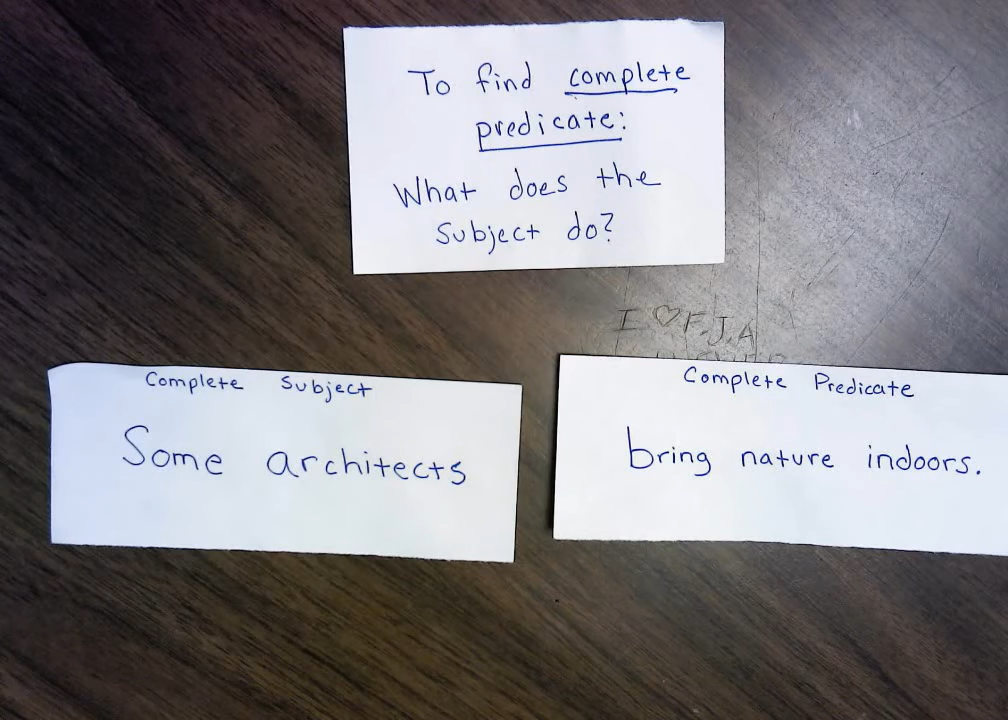 To find complete
predicate:
What does the
subject do?
I ♡ F.J.A
Complete Subject
Some architects
Complete Predicate
bring nature indoors.